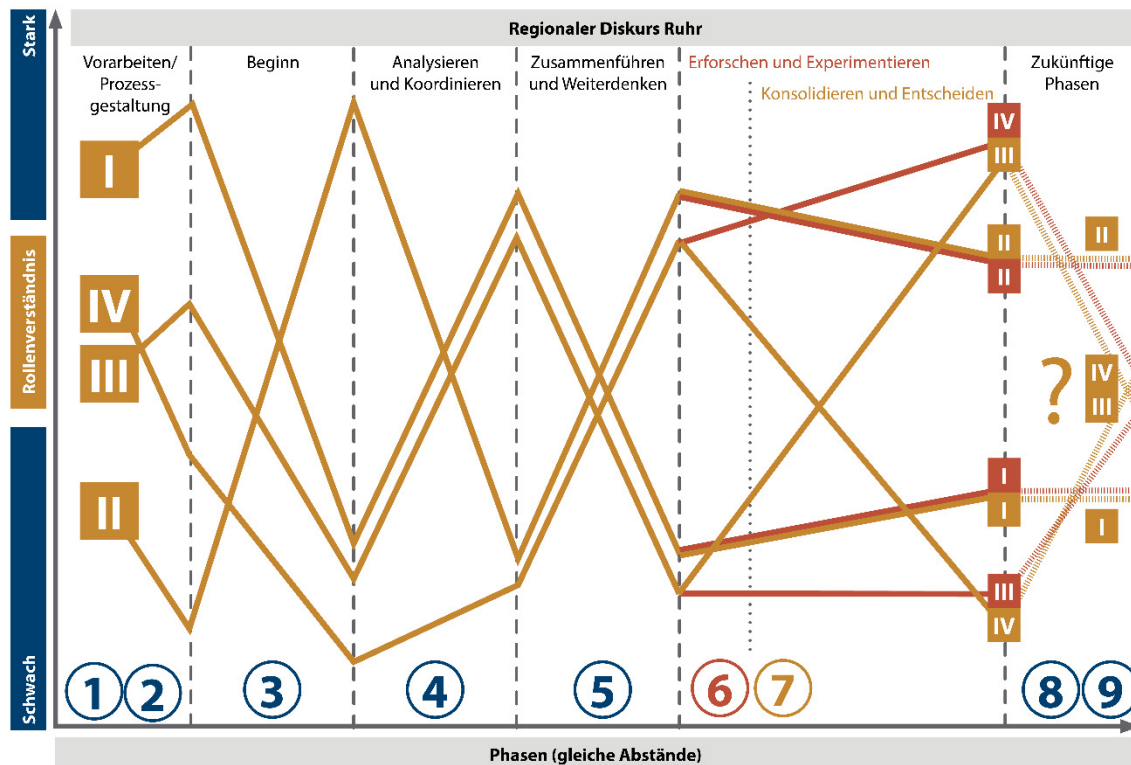 Regionaler Diskurs Ruhr
Stark
Rollenverständnis
Schwach
Vorarbeiten/
Prozess-
gestaltung
Beginn
Analysieren
und Koordinieren
Zusammenführen
und Weiterdenken
Erforschen und Experimentieren
Konsolidieren und Entscheiden
Zukünftige
Phasen
I
IV
III
II
IV
III
II
II
I
I
III
IV
II
?
IV
III
I
1
2
3
4
5
6
7
8
9
Phasen (gleiche Abstände)